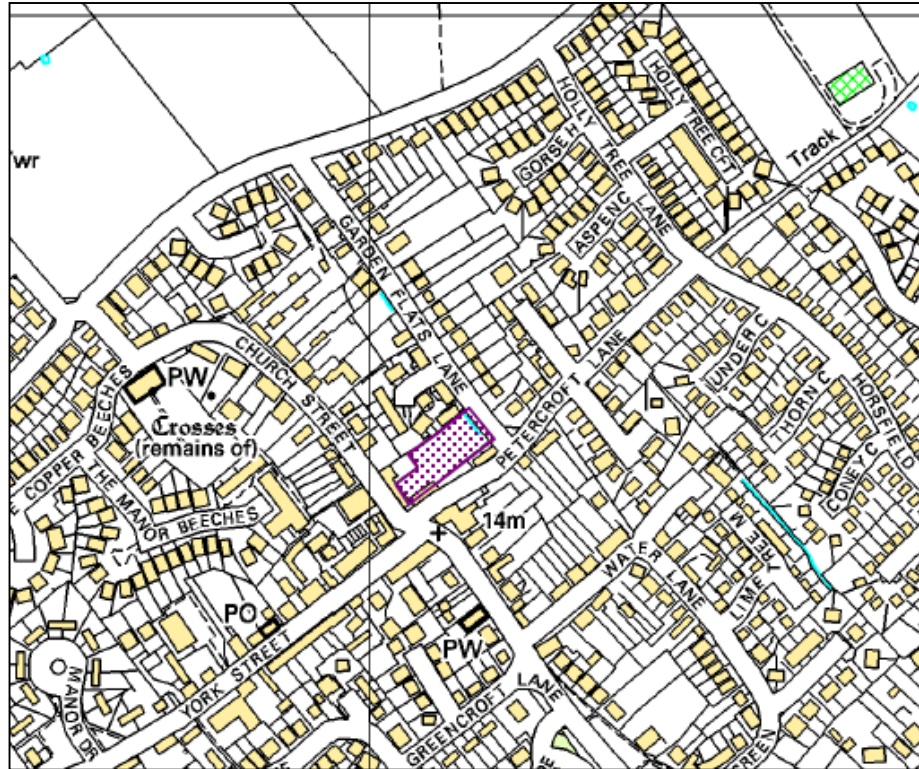 wr
Track
HOLLY TREE CFT
HOLLY TREE LANE
GORSE H
ASPEN C
GARDEN FLATS LANE
CHURCH STREET
PW
Crosses
(remains of)
E COPPER BEECHES
THE MANOR BEECHES
PETERCROFT LANE
UNDER C
THORN C
HORSFIELD
CONEY C
14m
WATER LANE
LIME TREE M
PO
PW
YORK STREET
MANOR DR
GREENCROFT LANE
GREEN